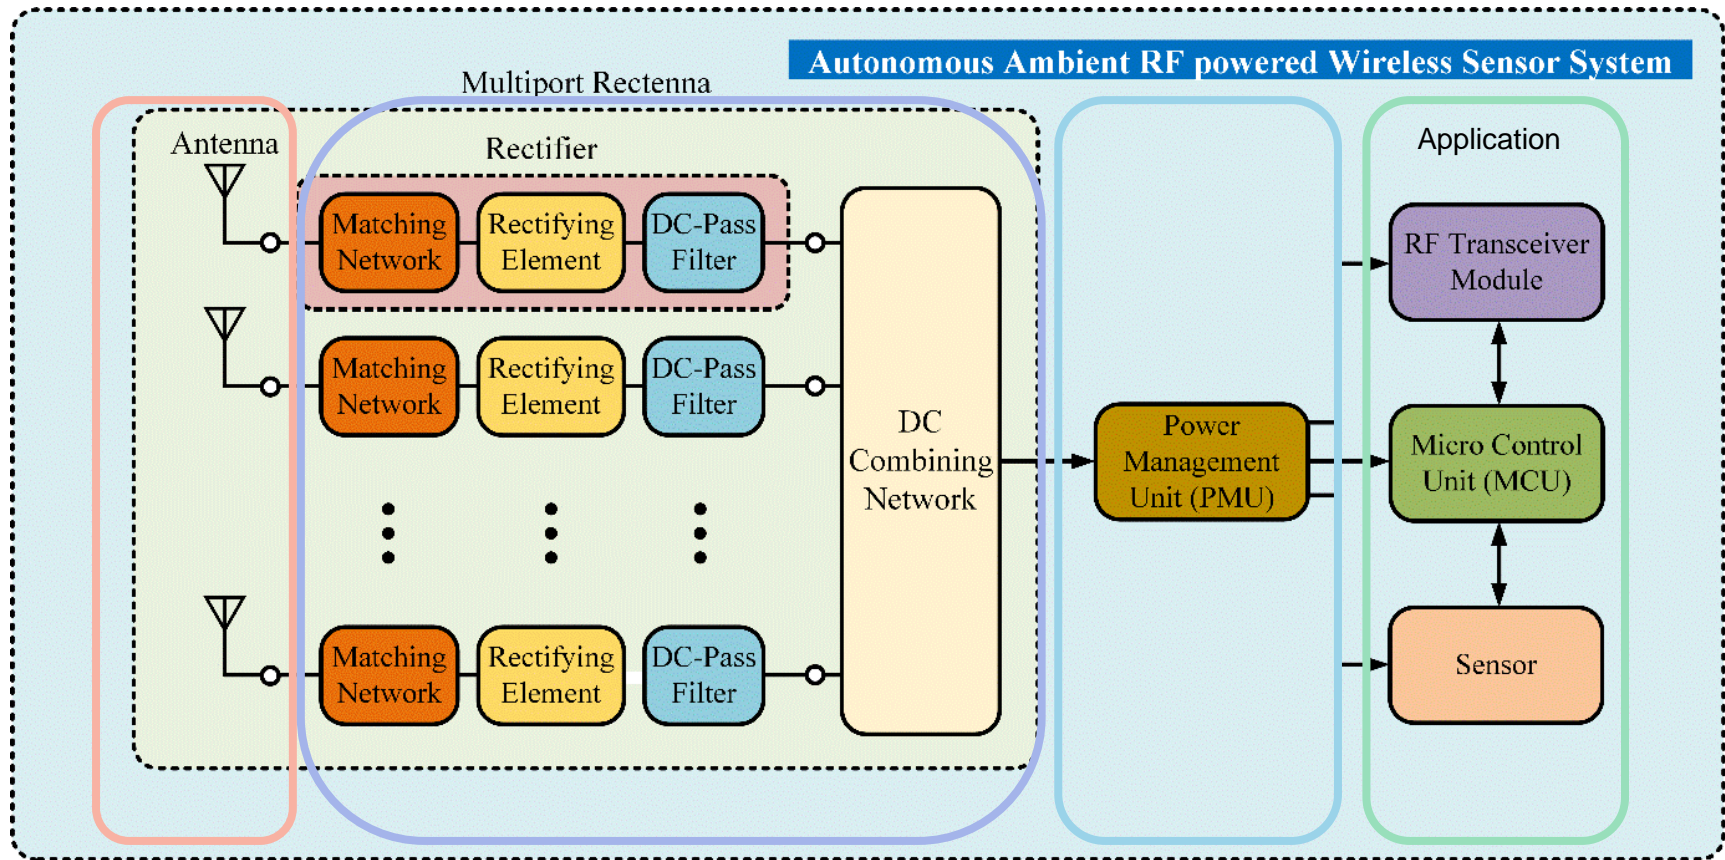 Autonomous Ambient RF powered Wireless Sensor System
Multiport Rectenna
Antenna
Rectifier
Application
Matching
Network
Rectifying
Element
DC-Pass
Filter
RF Transceiver
Module
Matching
Network
Rectifying
Element
DC-Pass
Filter
DC
Combining
Network
Power
Management
Unit (PMU)
Micro Control
Unit (MCU)
Matching
Network
Rectifying
Element
DC-Pass
Filter
Sensor